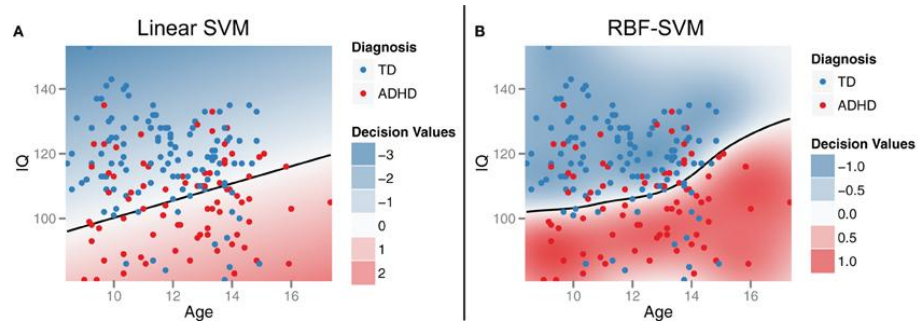 A
Linear SVM
IQ
140
120
100
10
12
14
16
Age
Diagnosis
TD
ADHD
Decision Values
−3
−2
−1
0
1
2
B
RBF-SVM
IQ
140
120
100
10
12
14
16
Age
Diagnosis
TD
ADHD
Decision Values
−1.0
−0.5
0.0
0.5
1.0